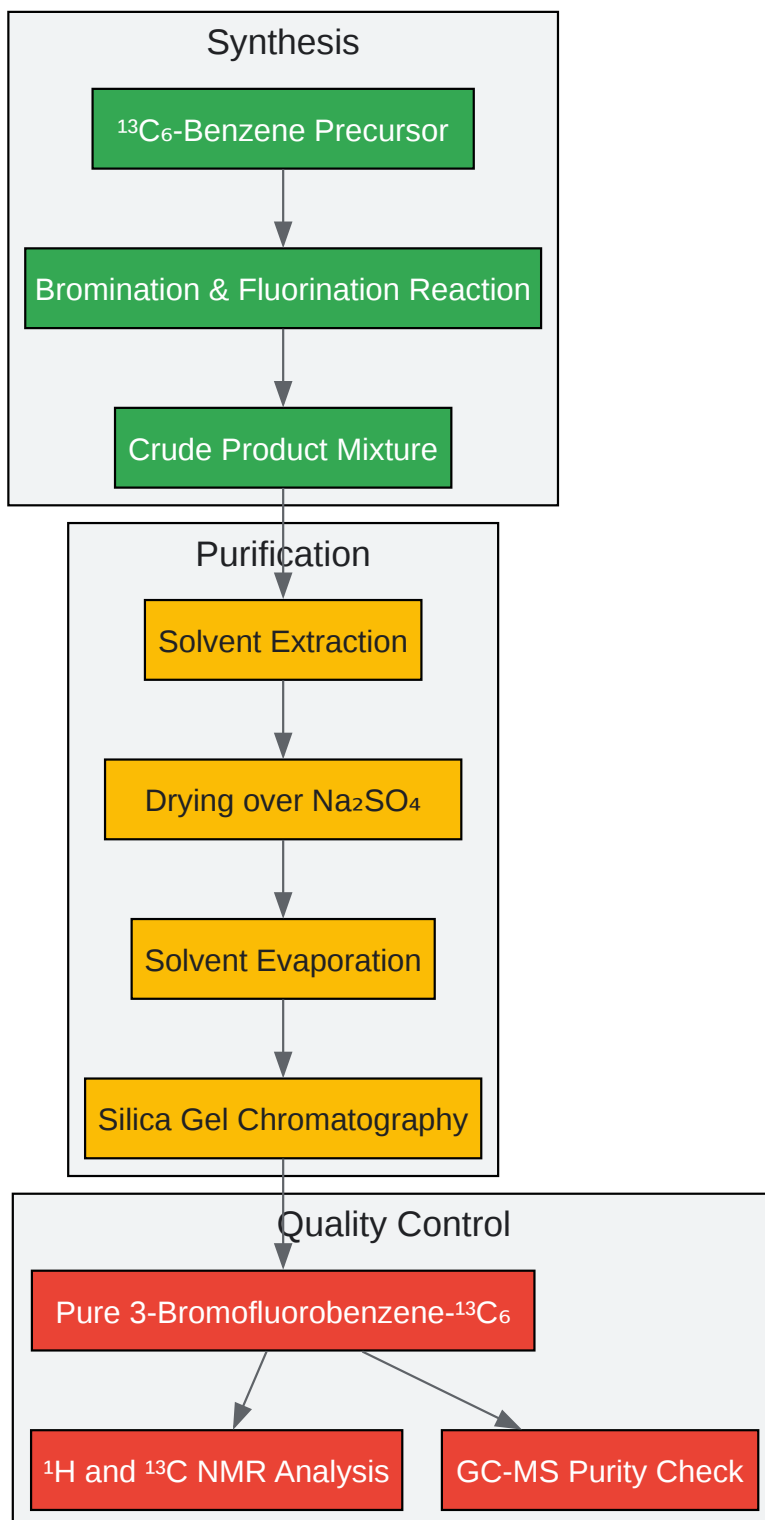 Synthesis
¹³C₆-Benzene Precursor
Bromination & Fluorination Reaction
Crude Product Mixture
Purification
Solvent Extraction
Drying over Na₂SO₄
Solvent Evaporation
Silica Gel Chromatography
Quality Control
Pure 3-Bromofluorobenzene-¹³C₆
¹H and ¹³C NMR Analysis
GC-MS Purity Check